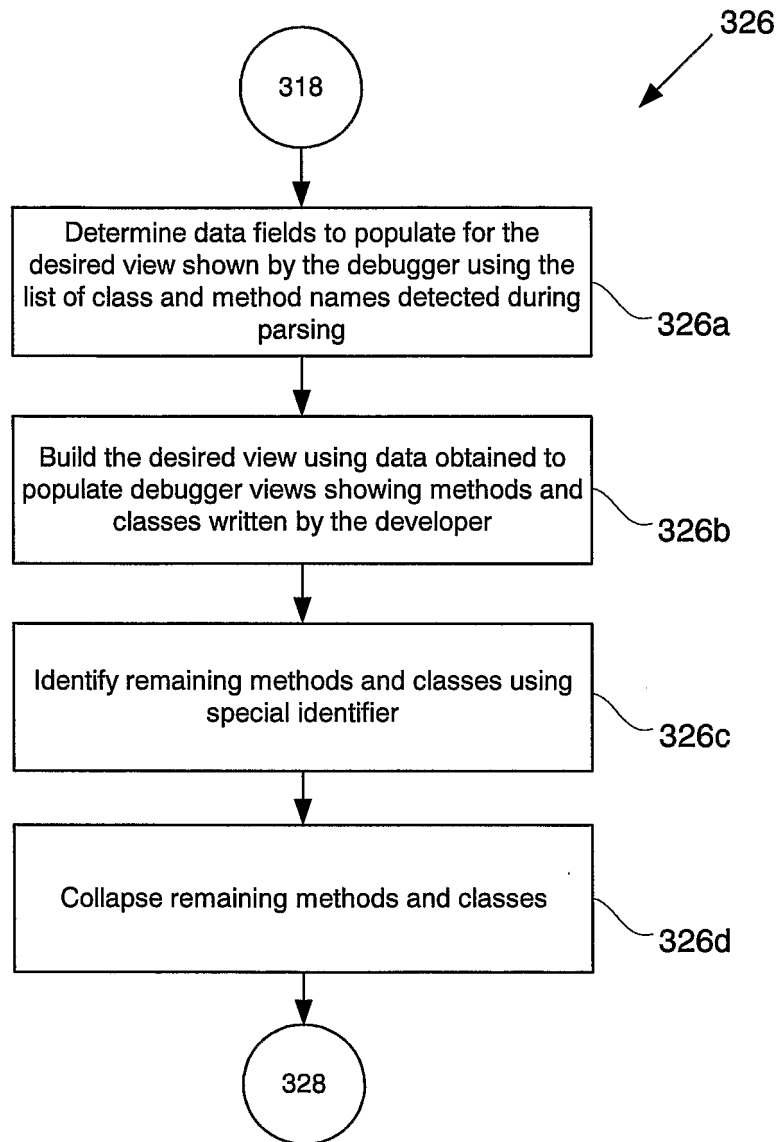 326
318
Determine data fields to populate for the
desired view shown by the debugger using the
list of class and method names detected during
parsing
326a
Build the desired view using data obtained to
populate debugger views showing methods and
classes written by the developer
326b
Identify remaining methods and classes using
special identifier
326c
Collapse remaining methods and classes
326d
328